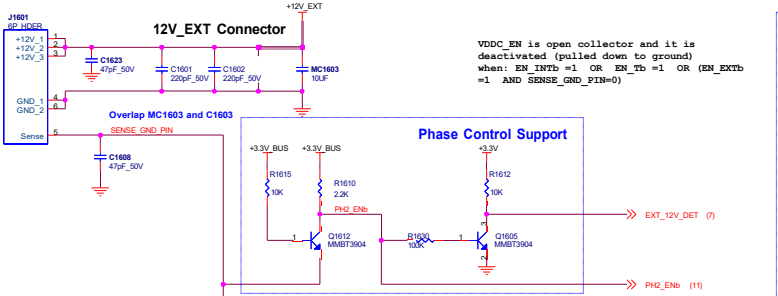 J1601
6P_HDER
+12V_1
+12V_2
+12V_3
GND_1
GND_2
Sense
1
2
3
4
6
5
12V_EXT Connector
+12V_EXT
C1623
47pF_50V
C1601
220pF_50V
C1602
220pF_50V
MC1603
10UF
Overlap MC1603 and C1603
SENSE_GND_PIN
C1608
47pF_50V
VDDC_EN is open collector and it is
deactivated (pulled down to ground)
when: EN_INTb =1 OR EN_Tb =1 OR (EN_EXTb
=1 AND SENSE_GND_PIN=0)
Phase Control Support
+3.3V_BUS
+3.3V_BUS
+3.3V
R1615
10K
R1610
2.2K
R1612
10K
PH2_ENb
1
Q1612
MMBT3904
R1630
100K
1
3
2
Q1605
MMBT3904
EXT_12V_DET (7)
PH2_ENb (11)